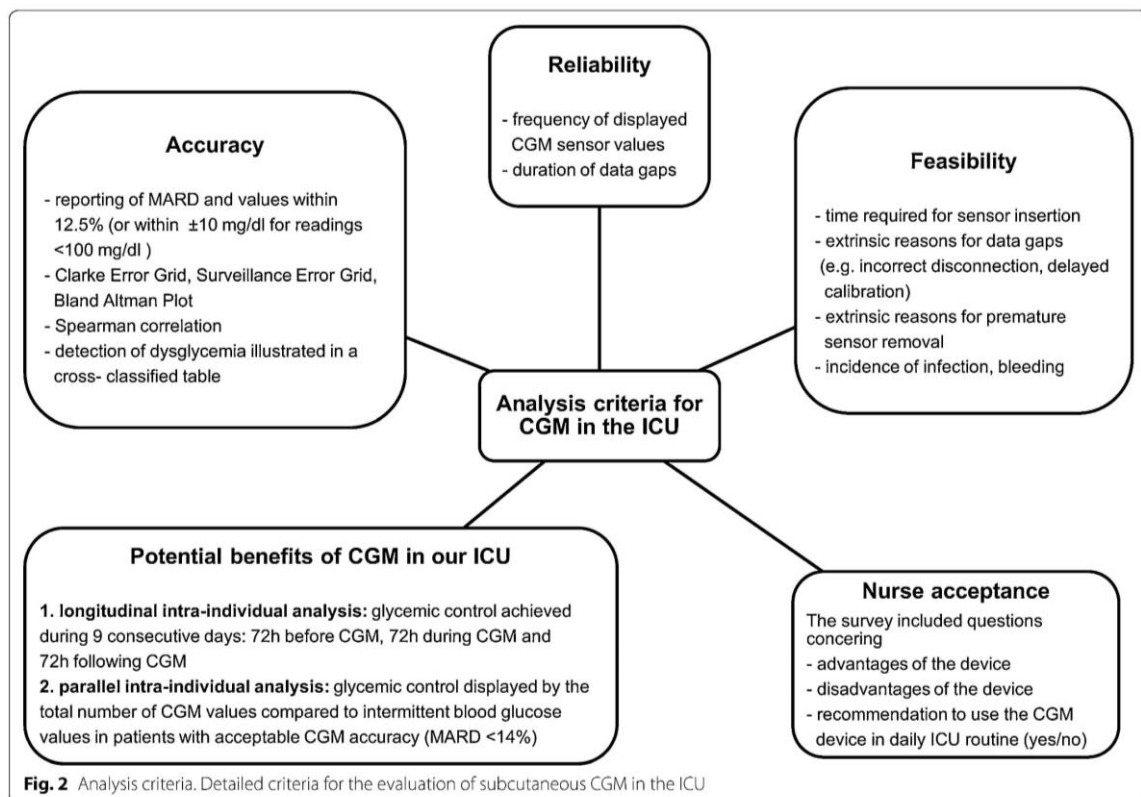 Reliability
- frequency of displayed
CGM sensor values
- duration of data gaps
Accuracy
- reporting of MARD and values within
12.5% (or within ±10 mg/dl for readings
<100 mg/dl )
- Clarke Error Grid, Surveillance Error Grid,
Bland Altman Plot
- Spearman correlation
- detection of dysglycemia illustrated in a
cross- classified table
Feasibility
- time required for sensor insertion
- extrinsic reasons for data gaps
(e.g. incorrect disconnection, delayed
calibration)
- extrinsic reasons for premature
sensor removal
- incidence of infection, bleeding
Analysis criteria for
CGM in the ICU
Potential benefits of CGM in our ICU
1. longitudinal intra-individual analysis: glycemic control achieved
during 9 consecutive days: 72h before CGM, 72h during CGM and
72h following CGM
2. parallel intra-individual analysis: glycemic control displayed by the
total number of CGM values compared to intermittent blood glucose
values in patients with acceptable CGM accuracy (MARD <14%)
Nurse acceptance
The survey included questions
concering
- advantages of the device
- disadvantages of the device
- recommendation to use the CGM
device in daily ICU routine (yes/no)
Fig. 2 Analysis criteria. Detailed criteria for the evaluation of subcutaneous CGM in the ICU